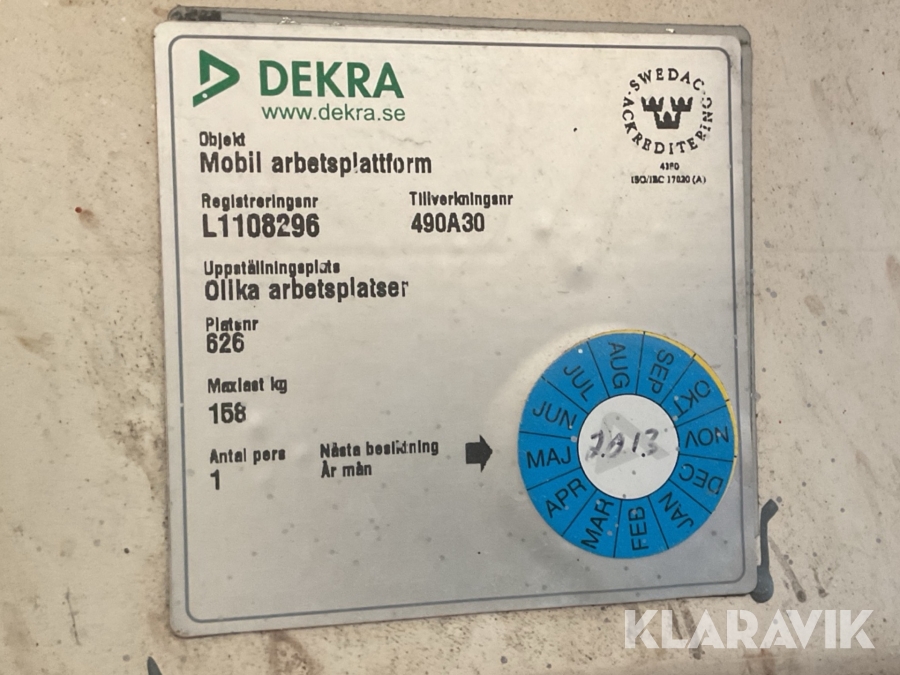 DEKRA
www.dekra.se
SWEDAC
ACKREDITERING
ISO/IEC 17020 (A)
Objekt
Mobil arbetsplattform
Registreringsnr Tillverkningsnr
L1108296 490A30
Uppställningsplats
Olika arbetsplatser
Platsnr
626
Maxlast kg
158
Antal pers Nästa besiktning
1 År mån
JAN
FEB
MAR
APR
MAJ
JUN
JUL
AUG
SEP
OKT
NOV
DEC
2013
KLARAVIK